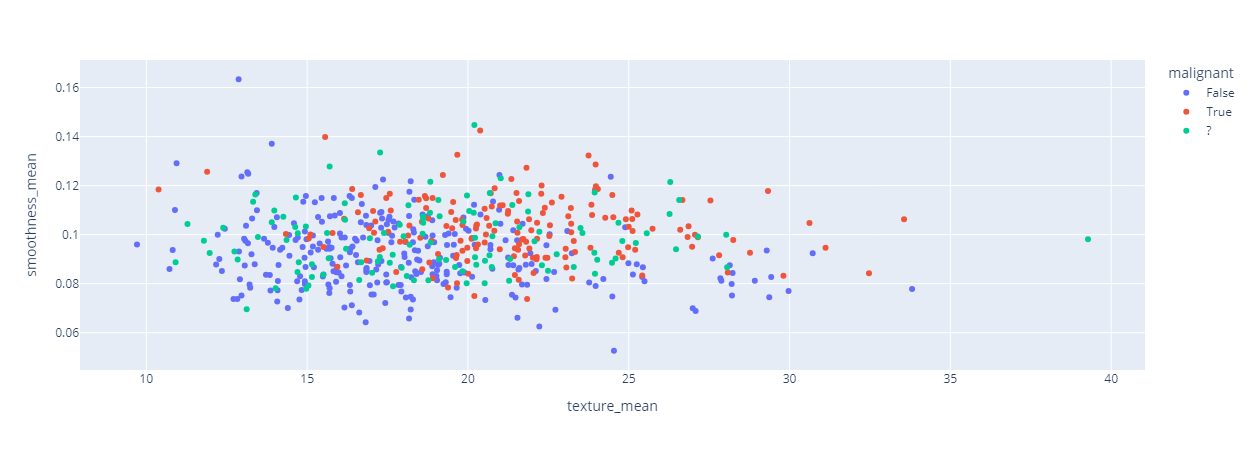 malignant
False
True
?
0.16
0.14
0.12
0.1
0.08
0.06
smoothness_mean
10 15 20 25 30 35 40
texture_mean